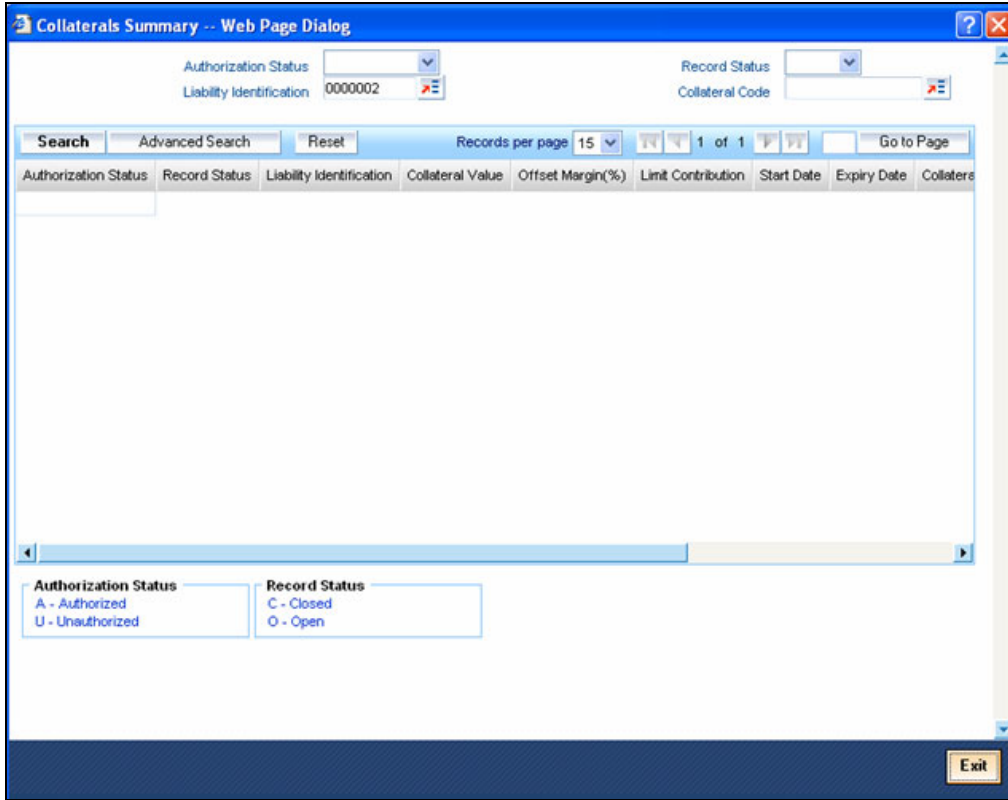 Collaterals Summary -- Web Page Dialog
Authorization Status Record Status
Liability Identification 0000002 Collateral Code
Search Advanced Search Reset Records per page 15 1 of 1 Go to Page
Authorization Status Record Status Liability Identification Collateral Value Offset Margin(%) Limit Contribution Start Date Expiry Date Collatera
Authorization Status Record Status
A - Authorized C - Closed
U - Unauthorized O - Open
Exit